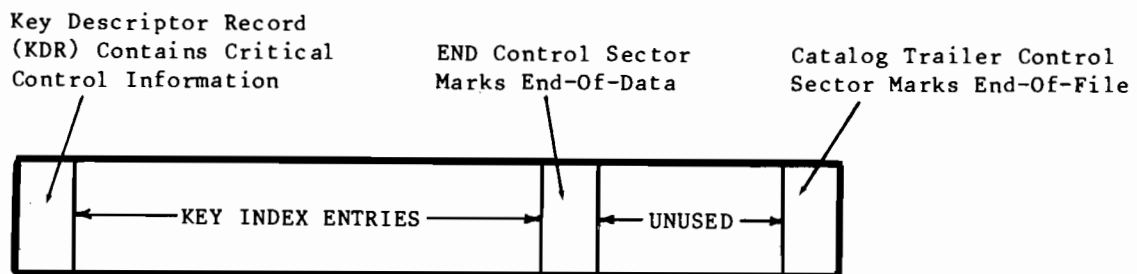 Key Descriptor Record
(KDR) Contains Critical
Control Information
END Control Sector
Marks End-Of-Data
Catalog Trailer Control
Sector Marks End-Of-File
KEY INDEX ENTRIES
UNUSED